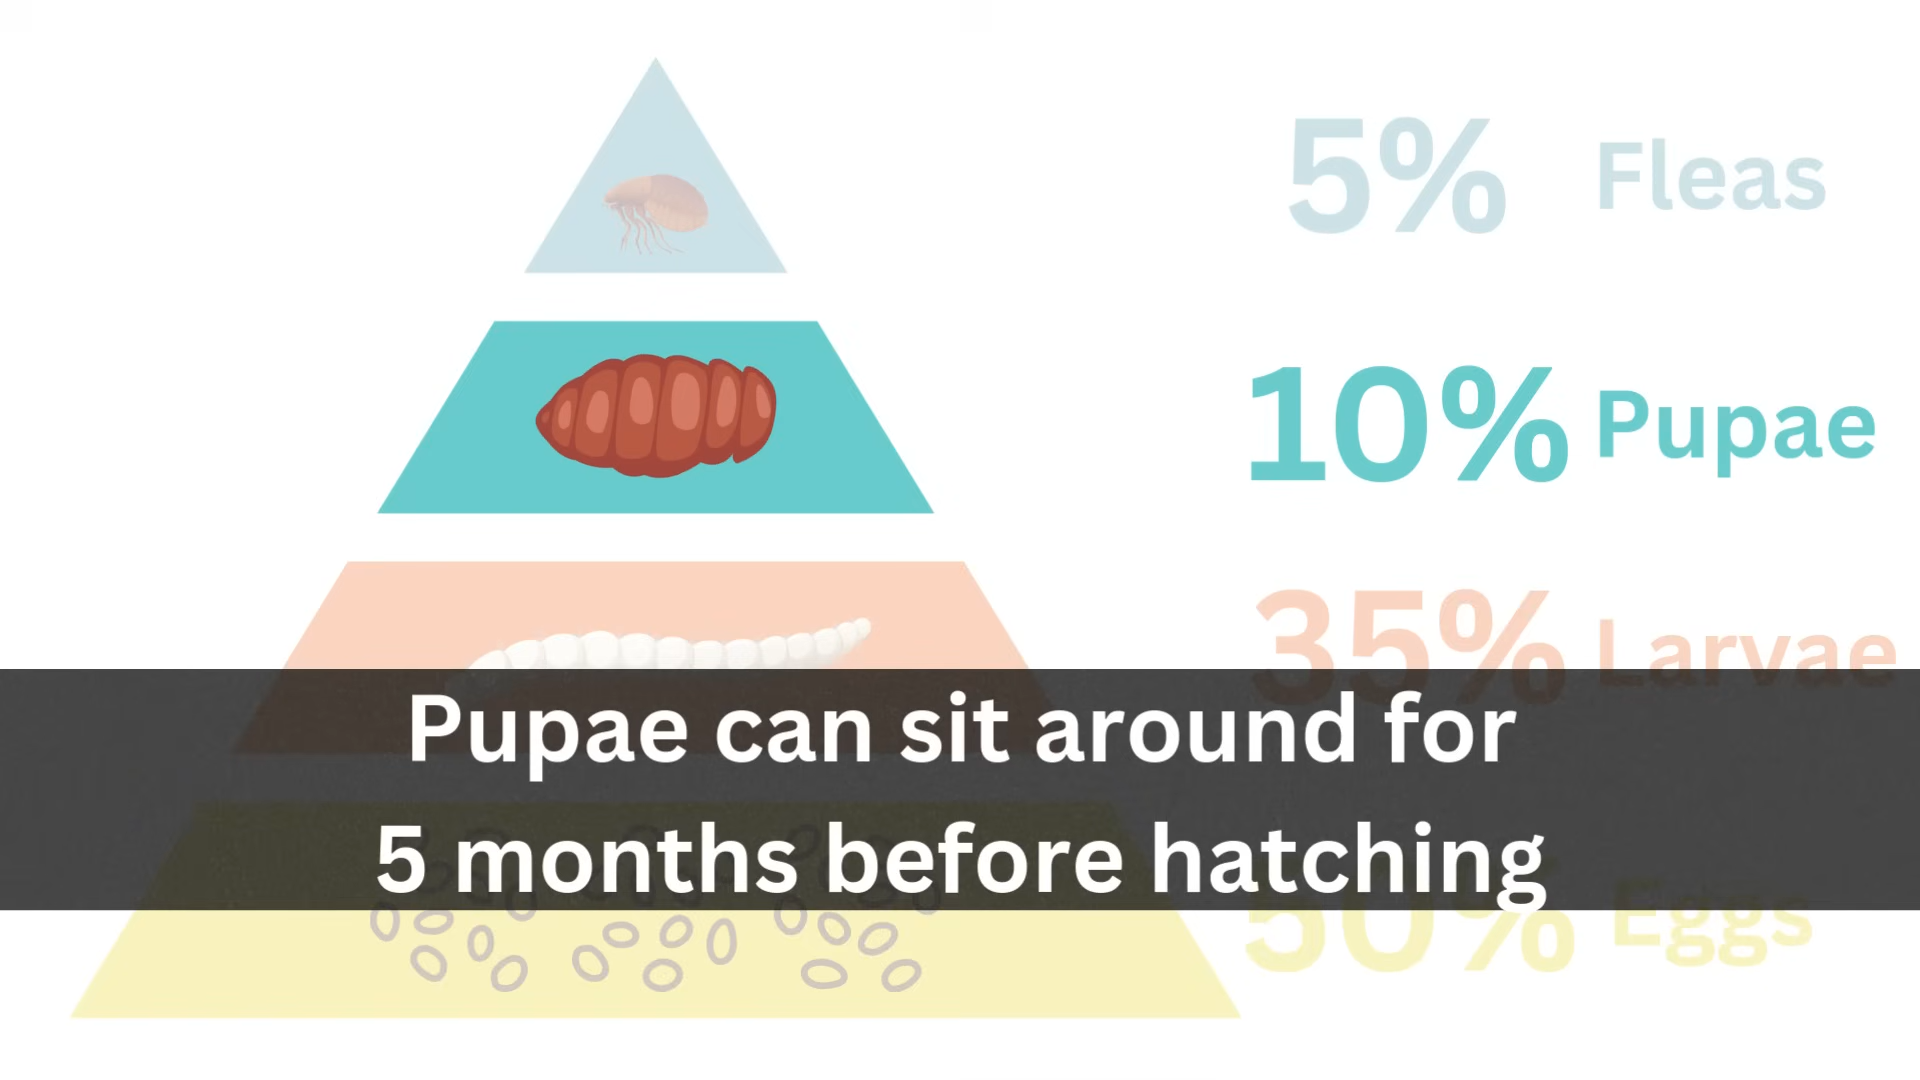 5% Fleas
10% Pupae
35% Larvae
Pupae can sit around for
5 months before hatching
50% Eggs